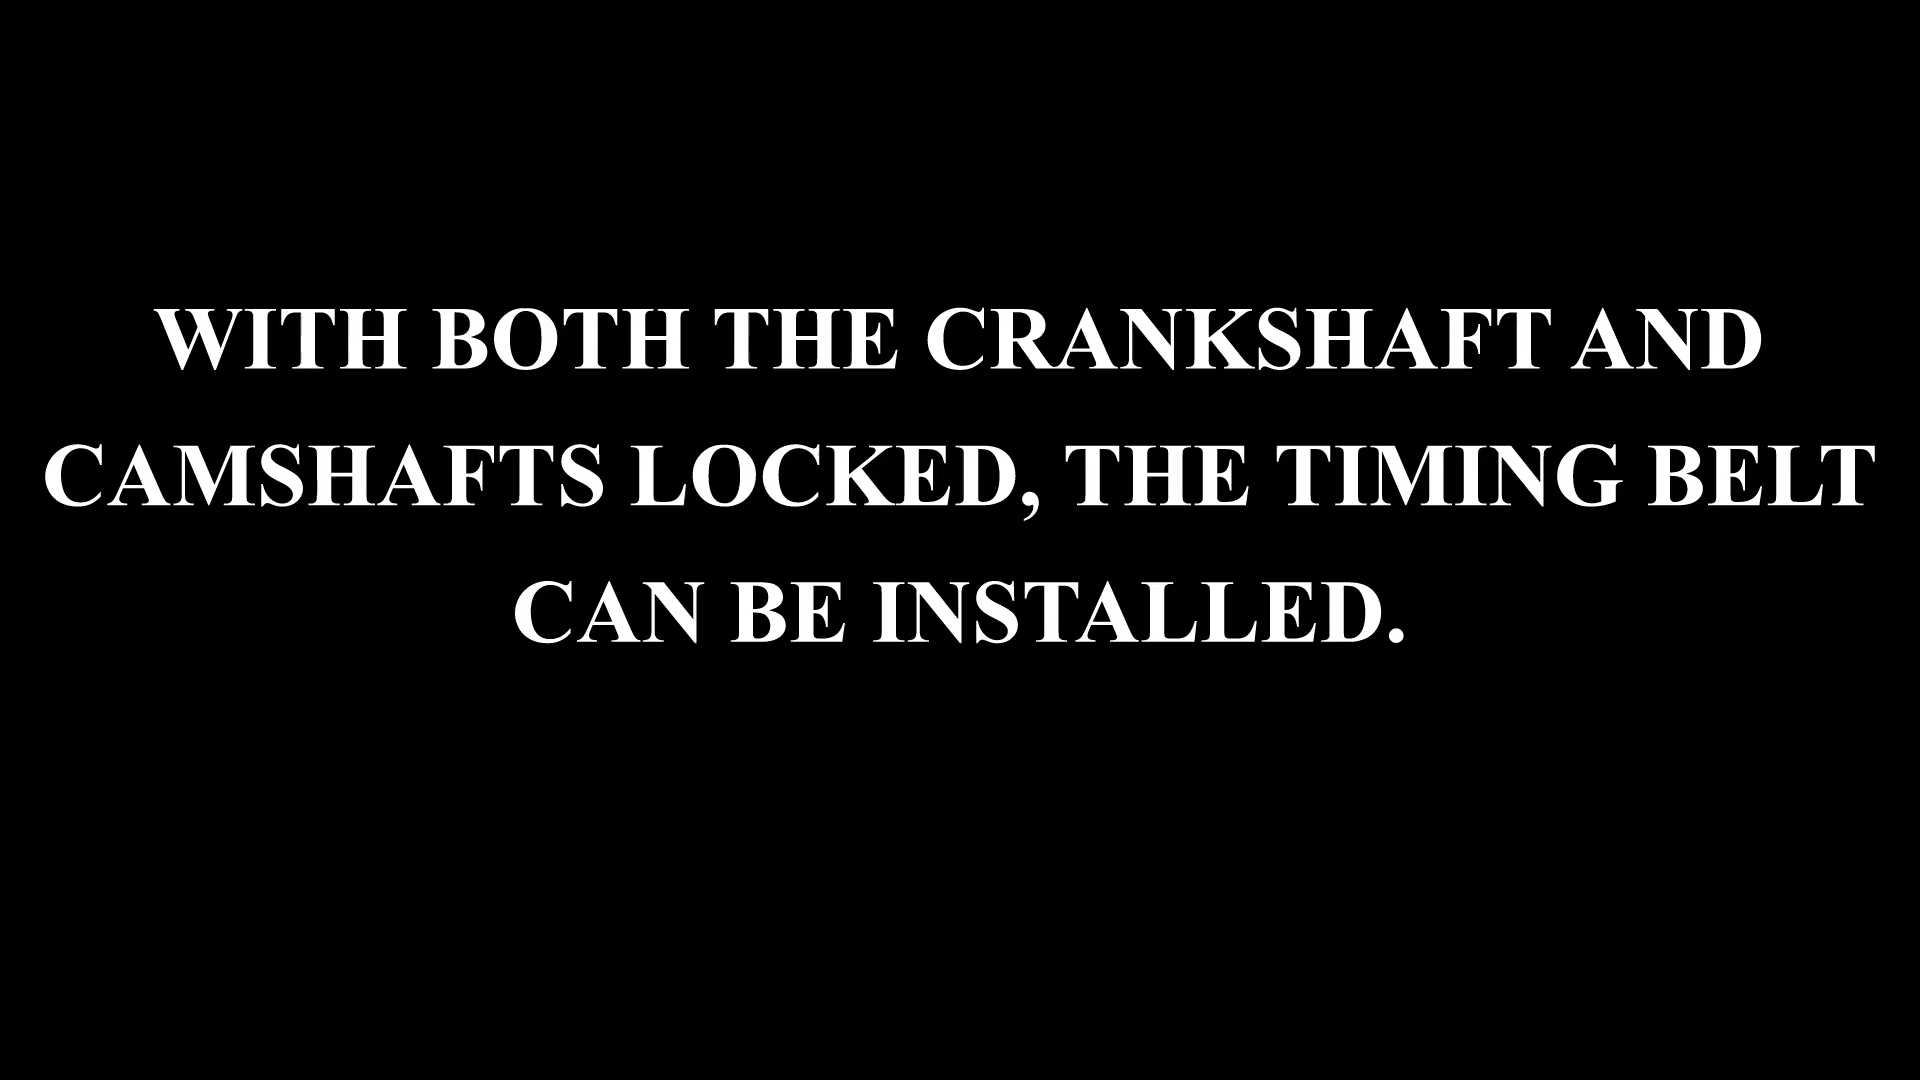 WITH BOTH THE CRANKSHAFT AND
CAMSHAFTS LOCKED, THE TIMING BELT
CAN BE INSTALLED.